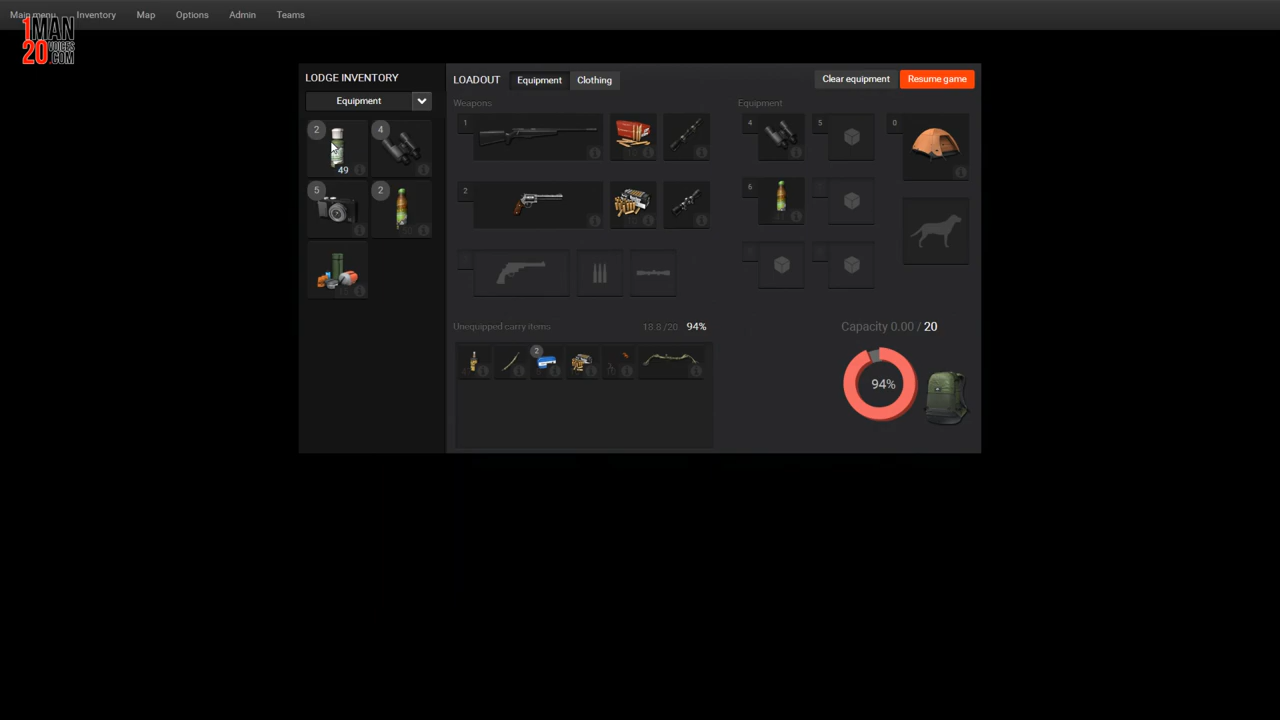 Main menu Inventory Map Options Admin Teams
1MAN
20 VOICES
.COM
LODGE INVENTORY
Equipment
2
4
49
5
2
LOADOUT Equipment Clothing
Clear equipment Resume game
Weapons
1
2
Equipment
4
5
0
6
Unequipped carry items 18.8 /20 94%
2
Capacity 0.00 / 20
94%